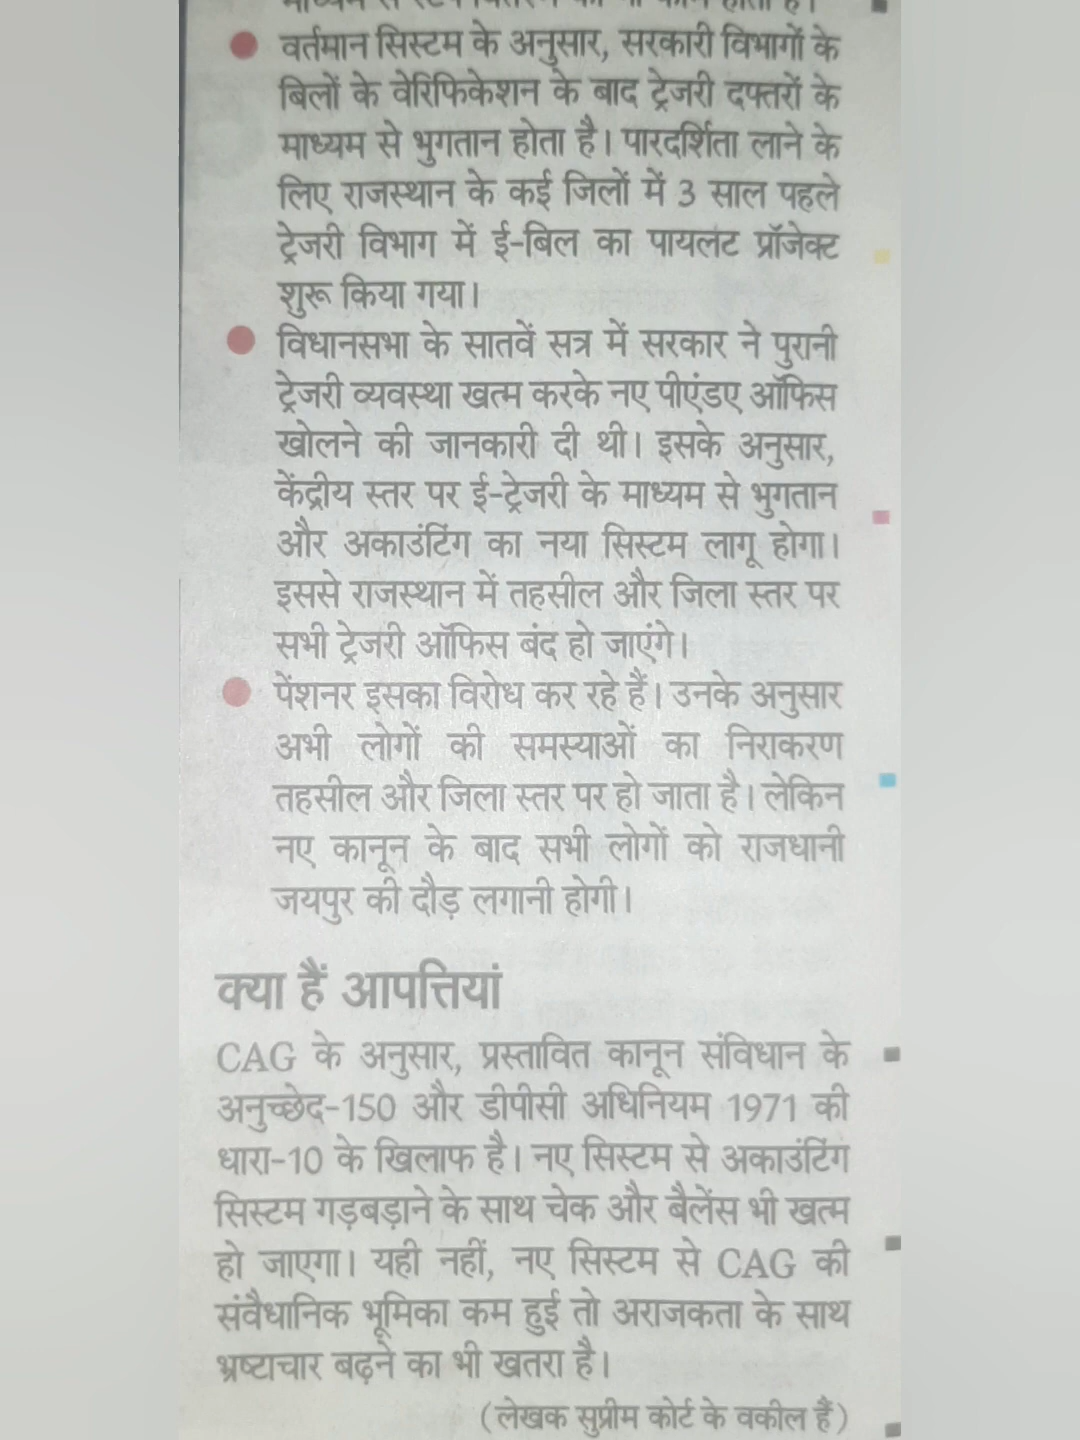 वर्तमान सिस्टम के अनुसार, सरकारी विभागों के
बिलों के वेरिफिकेशन के बाद ट्रेजरी दफ्तरों के
माध्यम से भुगतान होता है। पारदर्शिता लाने के
लिए राजस्थान के कई जिलों में 3 साल पहले
ट्रेजरी विभाग में ई-बिल का पायलट प्रॉजेक्ट
शुरू किया गया।
विधानसभा के सातवें सत्र में सरकार ने पुरानी
ट्रेजरी व्यवस्था खत्म करके नए पीएंडए ऑफिस
खोलने की जानकारी दी थी। इसके अनुसार,
केंद्रीय स्तर पर ई-ट्रेजरी के माध्यम से भुगतान
और अकाउंटिंग का नया सिस्टम लागू होगा।
इससे राजस्थान में तहसील और जिला स्तर पर
सभी ट्रेजरी ऑफिस बंद हो जाएंगे।
पेंशनर इसका विरोध कर रहे हैं। उनके अनुसार
अभी लोगों की समस्याओं का निराकरण
तहसील और जिला स्तर पर हो जाता है। लेकिन
नए कानून के बाद सभी लोगों को राजधानी
जयपुर की दौड़ लगानी होगी।
क्या हैं आपत्तियां
CAG के अनुसार, प्रस्तावित कानून संविधान के
अनुच्छेद-150 और डीपीसी अधिनियम 1971 की
धारा-10 के खिलाफ है। नए सिस्टम से अकाउंटिंग
सिस्टम गड़बड़ाने के साथ चेक और बैलेंस भी खत्म
हो जाएगा। यही नहीं, नए सिस्टम से CAG की
संवैधानिक भूमिका कम हुई तो अराजकता के साथ
भ्रष्टाचार बढ़ने का भी खतरा है।
(लेखक सुप्रीम कोर्ट के वकील हैं)